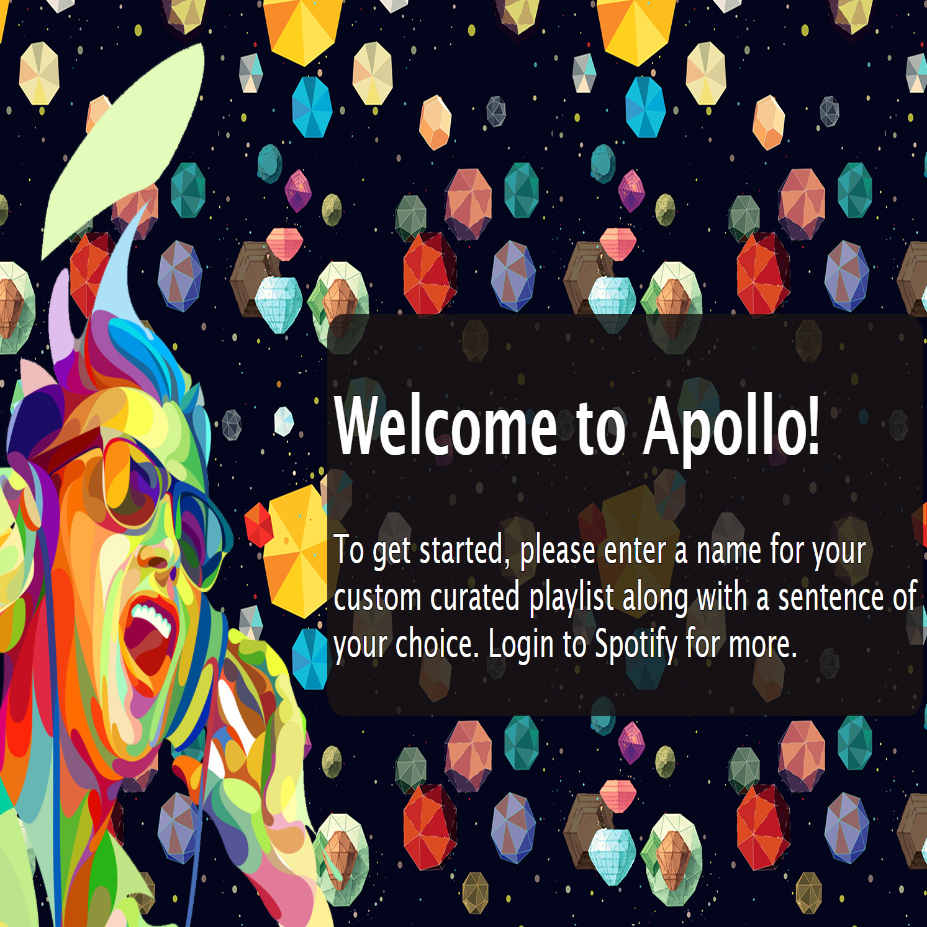 Welcome to Apollo!
To get started, please enter a name for your
custom curated playlist along with a sentence of
your choice. Login to Spotify for more.